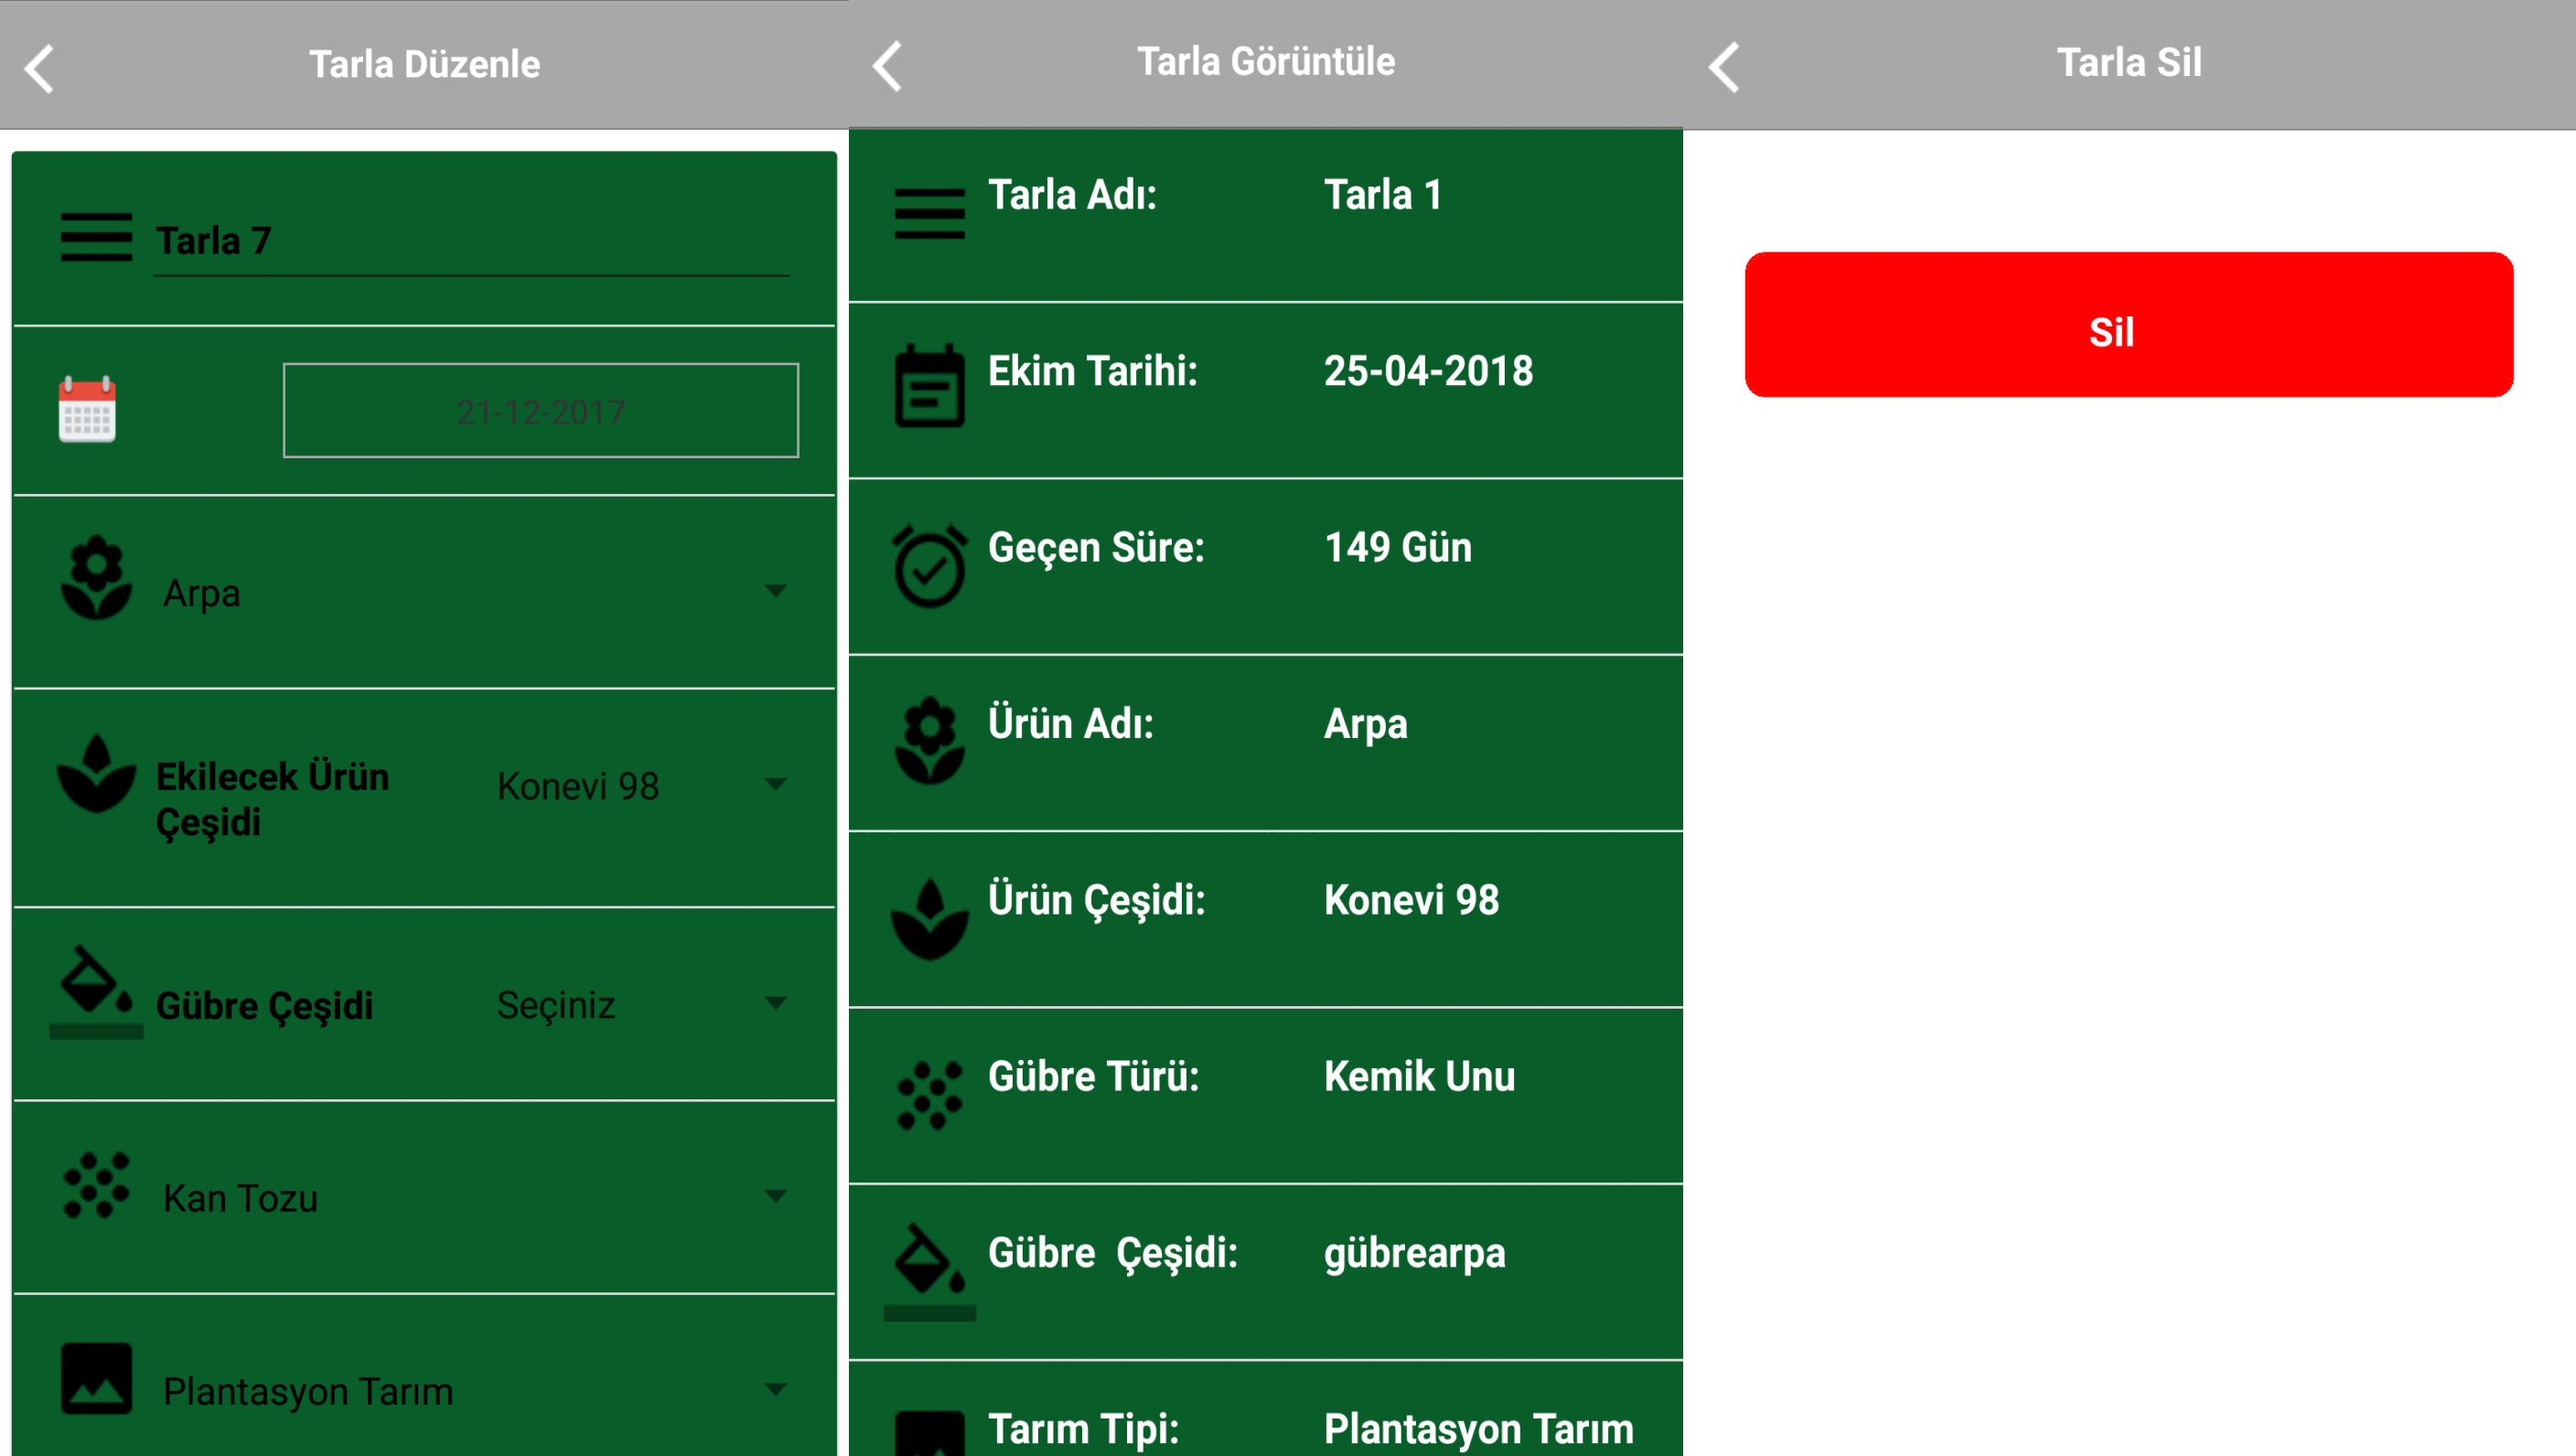 Tarla Düzenle
Tarla 7
21-12-2017
Arpa
Ekilecek Ürün
Çeşidi
Konevi 98
Gübre Çeşidi
Seçiniz
Kan Tozu
Plantasyon Tarım
Tarla Görüntüle
Tarla Adı: Tarla 1
Ekim Tarihi: 25-04-2018
Geçen Süre: 149 Gün
Ürün Adı: Arpa
Ürün Çeşidi: Konevi 98
Gübre Türü: Kemik Unu
Gübre Çeşidi: gübrearpa
Tarım Tipi: Plantasyon Tarım
Tarla Sil
Sil